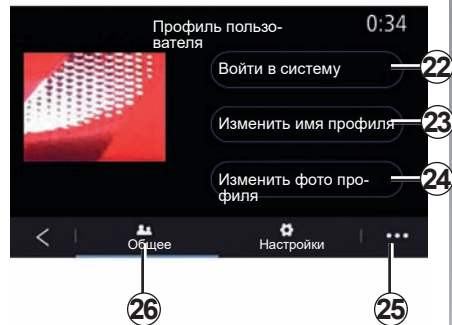 Профиль пользо-
вателя
0:34
Войти в систему
22
Изменить имя профиля
23
Изменить фото про-
филя
24
Общее
Настройки
26
25